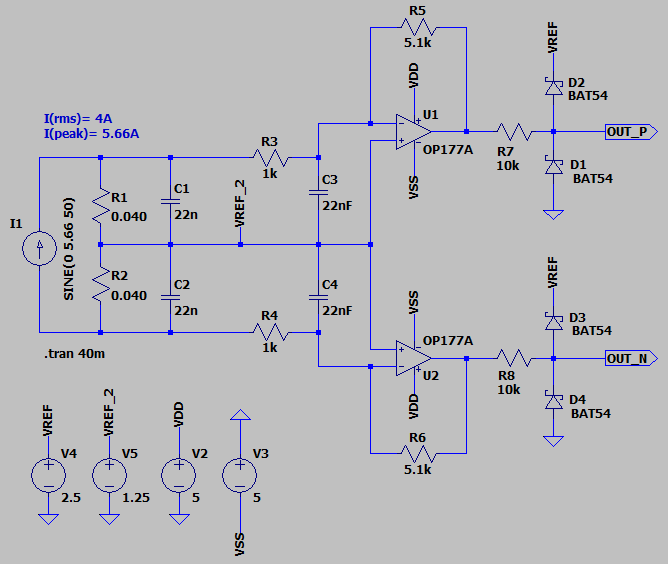 R5
5.1k
VREF
VDD
D2
BAT54
U1
I(rms)= 4A
I(peak)= 5.66A
OUT_P
R3
1k
OP177A
R7
10k
D1
BAT54
VSS
C3
22nF
R1
0.040
C1
22n
VREF_2
I1
SINE(0 5.66 50)
R2
0.040
C2
22n
C4
22nF
VREF
VSS
D3
BAT54
R4
1k
OP177A
U2
.tran 40m
OUT_N
R8
10k
D4
BAT54
VDD
R6
5.1k
VREF
VREF_2
VDD
V4
2.5
V5
1.25
V2
5
V3
5
VSS